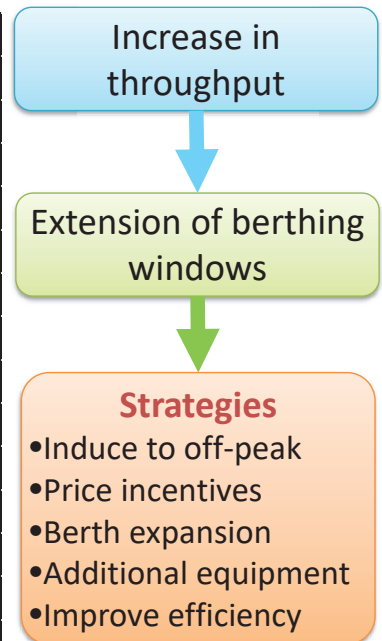 Increase in
throughput
Extension of berthing
windows
Strategies
•Induce to off-peak
•Price incentives
•Berth expansion
•Additional equipment
•Improve efficiency